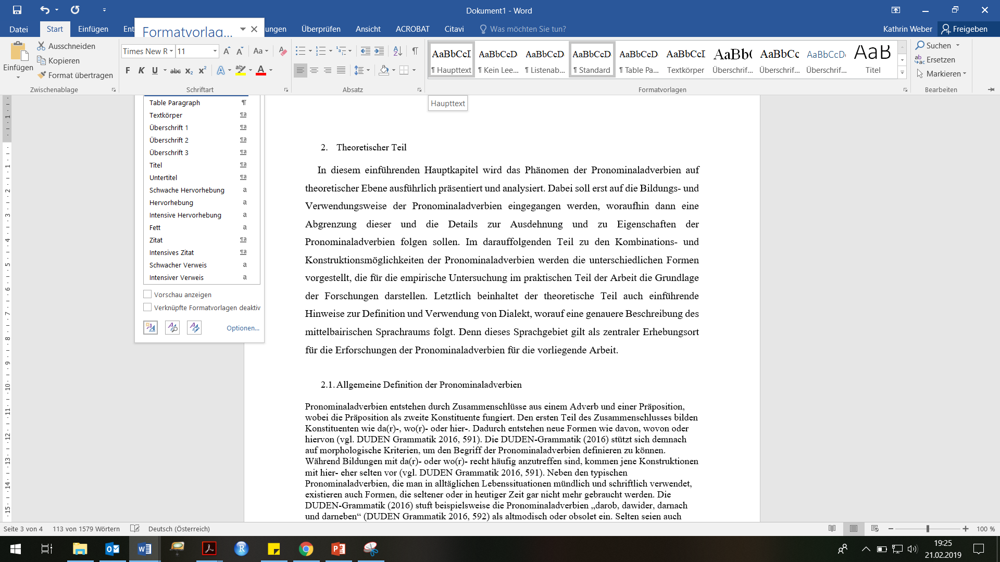 Dokument1 - Word
Datei
Start
Einfügen
Ent
ungen
Überprüfen
Ansicht
ACROBAT
Citavi
Was möchten Sie tun?
Kathrin Weber
Freigeben
Formatvorlag...
Einfügen
Ausschneiden
Kopieren
Format übertragen
Zwischenablage
Times New R
11
Aa
F K U abc x₂ x²
Schriftart
Absatz
AaBbCcI
¶ Haupttext
AaBbCcD
¶ Kein Lee...
AaBbCcD
¶ Listenab...
AaBbCcD
¶ Standard
AaBbCcD
¶ Table Pa...
AaBbCcI
Textkörper
AaBb(
Überschrif...
AaBbCc
Überschrif...
AaBbCcD
Überschrif...
AaB
Titel
Formatvorlagen
Suchen
Ersetzen
Markieren
Bearbeiten
Haupttext
Table Paragraph
Textkörper
Überschrift 1
Überschrift 2
Überschrift 3
Titel
Untertitel
Schwache Hervorhebung
Hervorhebung
Intensive Hervorhebung
Fett
Zitat
Intensives Zitat
Schwacher Verweis
Intensiver Verweis
Vorschau anzeigen
Verknüpfte Formatvorlagen deaktiv
Optionen...
2. Theoretischer Teil
In diesem einführenden Hauptkapitel wird das Phänomen der Pronominaladverbien auf
theoretischer Ebene ausführlich präsentiert und analysiert. Dabei soll erst auf die Bildungs- und
Verwendungsweise der Pronominaladverbien eingegangen werden, woraufhin dann eine
Abgrenzung dieser und die Details zur Ausdehnung und zu Eigenschaften der
Pronominaladverbien folgen sollen. Im darauffolgenden Teil zu den Kombinations- und
Konstruktionsmöglichkeiten der Pronominaladverbien werden die unterschiedlichen Formen
vorgestellt, die für die empirische Untersuchung im praktischen Teil der Arbeit die Grundlage
der Forschungen darstellen. Letztlich beinhaltet der theoretische Teil auch einführende
Hinweise zur Definition und Verwendung von Dialekt, worauf eine genauere Beschreibung des
mittelbairischen Sprachraums folgt. Denn dieses Sprachgebiet gilt als zentraler Erhebungsort
für die Erforschungen der Pronominaladverbien für die vorliegende Arbeit.
2.1. Allgemeine Definition der Pronominaladverbien
Pronominaladverbien entstehen durch Zusammenschlüsse aus einem Adverb und einer Präposition,
wobei die Präposition als zweite Konstituente fungiert. Den ersten Teil des Zusammenschlusses bilden
Konstituenten wie da(r)-, wo(r)- oder hier-. Dadurch entstehen neue Formen wie davon, wovon oder
hiervon (vgl. DUDEN Grammatik 2016, 591). Die DUDEN-Grammatik (2016) stützt sich demnach
auf morphologische Kriterien, um den Begriff der Pronominaladverbien definieren zu können.
Während Bildungen mit da(r)- oder wo(r)- recht häufig anzutreffen sind, kommen jene Konstruktionen
mit hier- eher selten vor (vgl. DUDEN Grammatik 2016, 591). Neben den typischen
Pronominaladverbien, die man in alltäglichen Lebenssituationen mündlich und schriftlich verwendet,
existieren auch Formen, die seltener oder in heutiger Zeit gar nicht mehr gebraucht werden. Die
DUDEN-Grammatik (2016) stuft beispielsweise die Pronominaladverbien „darob, dawider, darnach
und darneben“ (DUDEN Grammatik 2016, 592) als altmodisch oder obsolet ein. Selten seien auch
Seite 3 von 4
113 von 1579 Wörtern
Deutsch (Österreich)
100 %
19:25
21.02.2019